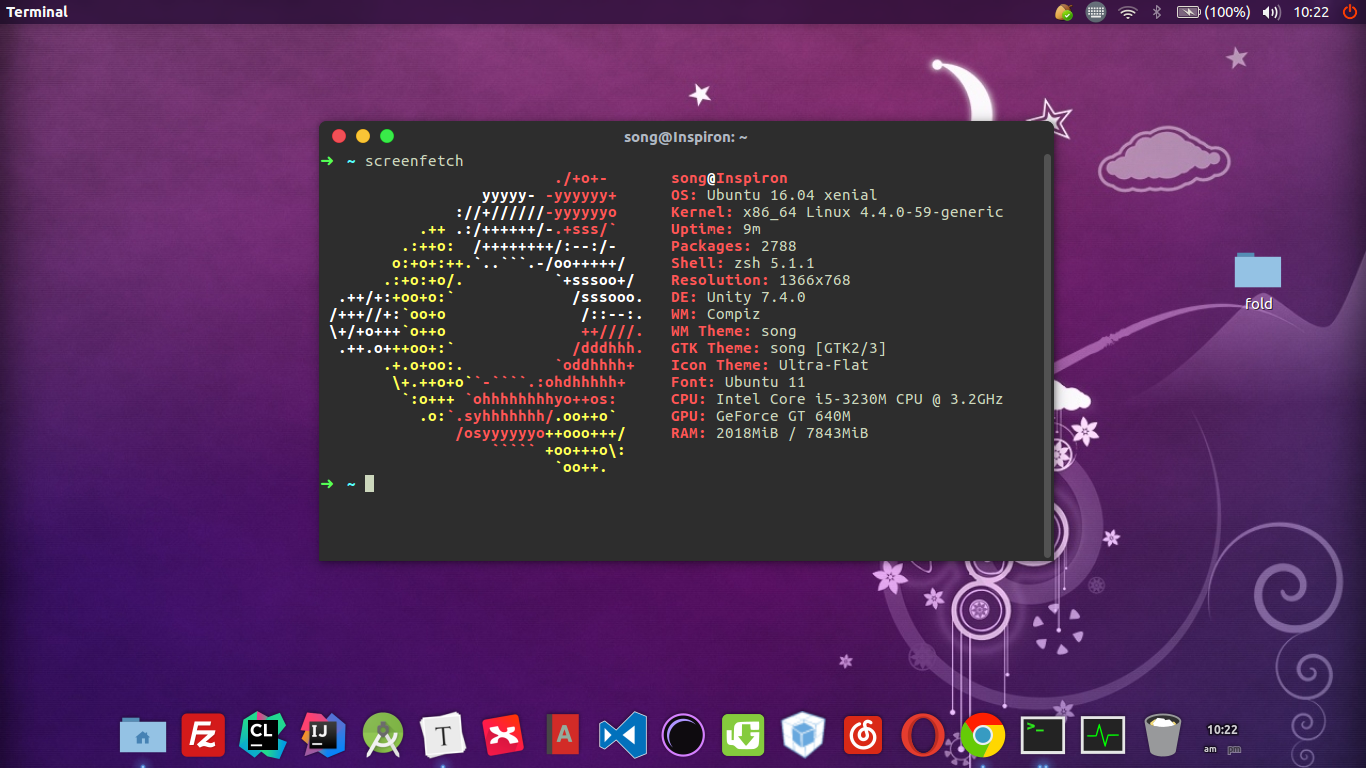 Terminal
(100%) 10:22
song@Inspiron: ~
➜ ~ screenfetch
./+o+- song@Inspiron
yyyyy- -yyyyyy+ OS: Ubuntu 16.04 xenial
://+//////-yyyyyyo Kernel: x86_64 Linux 4.4.0-59-generic
.++ .:/++++++/-.+sss/` Uptime: 9m
.:++o: /++++++++/:--:/- Packages: 2788
o:+o+:++.`..```.-/oo+++++/ Shell: zsh 5.1.1
.:+o:+o/. `+sssoo+/ Resolution: 1366x768
.++/+:+oo+o:` /sssooo. DE: Unity 7.4.0
/+++//+:`oo+o /::--:. WM: Compiz
\+/+o+++`o++o ++////. WM Theme: song
.++.o+++oo+:` /dddhhh. GTK Theme: song [GTK2/3]
.+.o+oo:. `oddhhhh+ Icon Theme: Ultra-Flat
\+.++o+o``-````.:ohdhhhhh+ Font: Ubuntu 11
`:o+++ `ohhhhhhhhyo++os: CPU: Intel Core i5-3230M CPU @ 3.2GHz
.o:`.syhhhhhhh/.oo++o` GPU: GeForce GT 640M
/osyyyyyyo++ooo+++/ RAM: 2018MiB / 7843MiB
````` +oo+++o\:
`oo++.
➜ ~
fold
Fz
CL
IJ
T
A
10:22
am pm